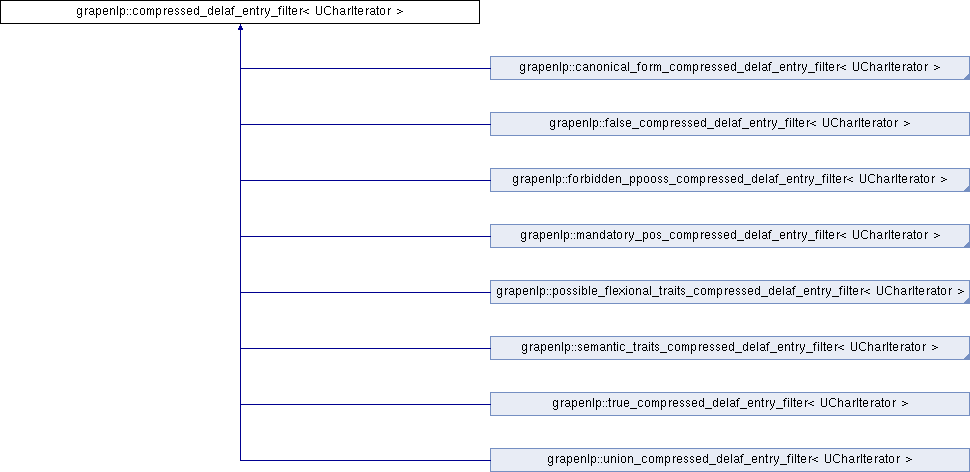 grapenlp::compressed_delaf_entry_filter< UCharIterator >
grapenlp::canonical_form_compressed_delaf_entry_filter< UCharIterator >
grapenlp::false_compressed_delaf_entry_filter< UCharIterator >
grapenlp::forbidden_ppooss_compressed_delaf_entry_filter< UCharIterator >
grapenlp::mandatory_pos_compressed_delaf_entry_filter< UCharIterator >
grapenlp::possible_flexional_traits_compressed_delaf_entry_filter< UCharIterator >
grapenlp::semantic_traits_compressed_delaf_entry_filter< UCharIterator >
grapenlp::true_compressed_delaf_entry_filter< UCharIterator >
grapenlp::union_compressed_delaf_entry_filter< UCharIterator >